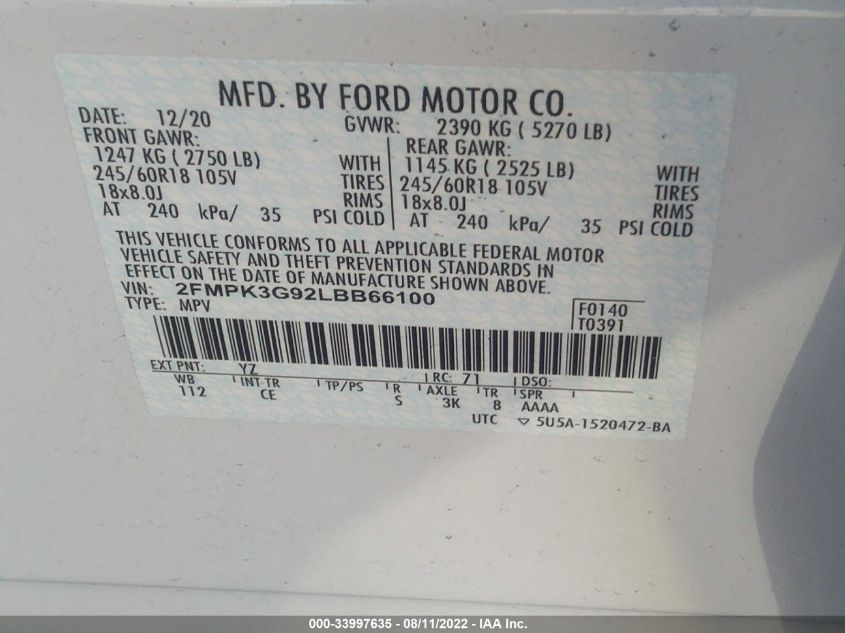 MFD. BY FORD MOTOR CO.
DATE: 12/20 GVWR: 2390 KG ( 5270 LB)
FRONT GAWR: REAR GAWR:
1247 KG ( 2750 LB) WITH 1145 KG ( 2525 LB) WITH
245/60R18 105V TIRES 245/60R18 105V TIRES
18x8.0J RIMS 18x8.0J RIMS
AT 240 kPa/ 35 PSI COLD AT 240 kPa/ 35 PSI COLD
THIS VEHICLE CONFORMS TO ALL APPLICABLE FEDERAL MOTOR
VEHICLE SAFETY AND THEFT PREVENTION STANDARDS IN
EFFECT ON THE DATE OF MANUFACTURE SHOWN ABOVE.
VIN: 2FMPK3G92LBB66100
TYPE: MPV F0140
T0391
EXT PNT: YZ RC: 71 DSO:
WB INT TR TP/PS R AXLE TR SPR
112 CE S 3K 8 AAAA
UTC ▽ 5U5A-1520472-BA
000-33997635 - 08/11/2022 - IAA Inc.